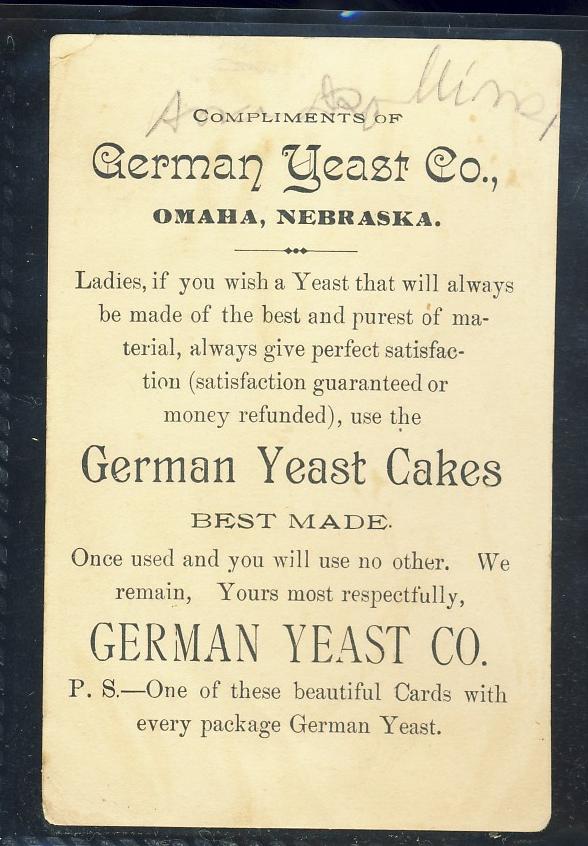 COMPLIMENTS OF
German Yeast Co.,
OMAHA, NEBRASKA.
Ladies, if you wish a Yeast that will always
be made of the best and purest of ma-
terial, always give perfect satisfac-
tion (satisfaction guaranteed or
money refunded), use the
German Yeast Cakes
BEST MADE.
Once used and you will use no other. We
remain, Yours most respectfully,
GERMAN YEAST CO.
P. S.—One of these beautiful Cards with
every package German Yeast.